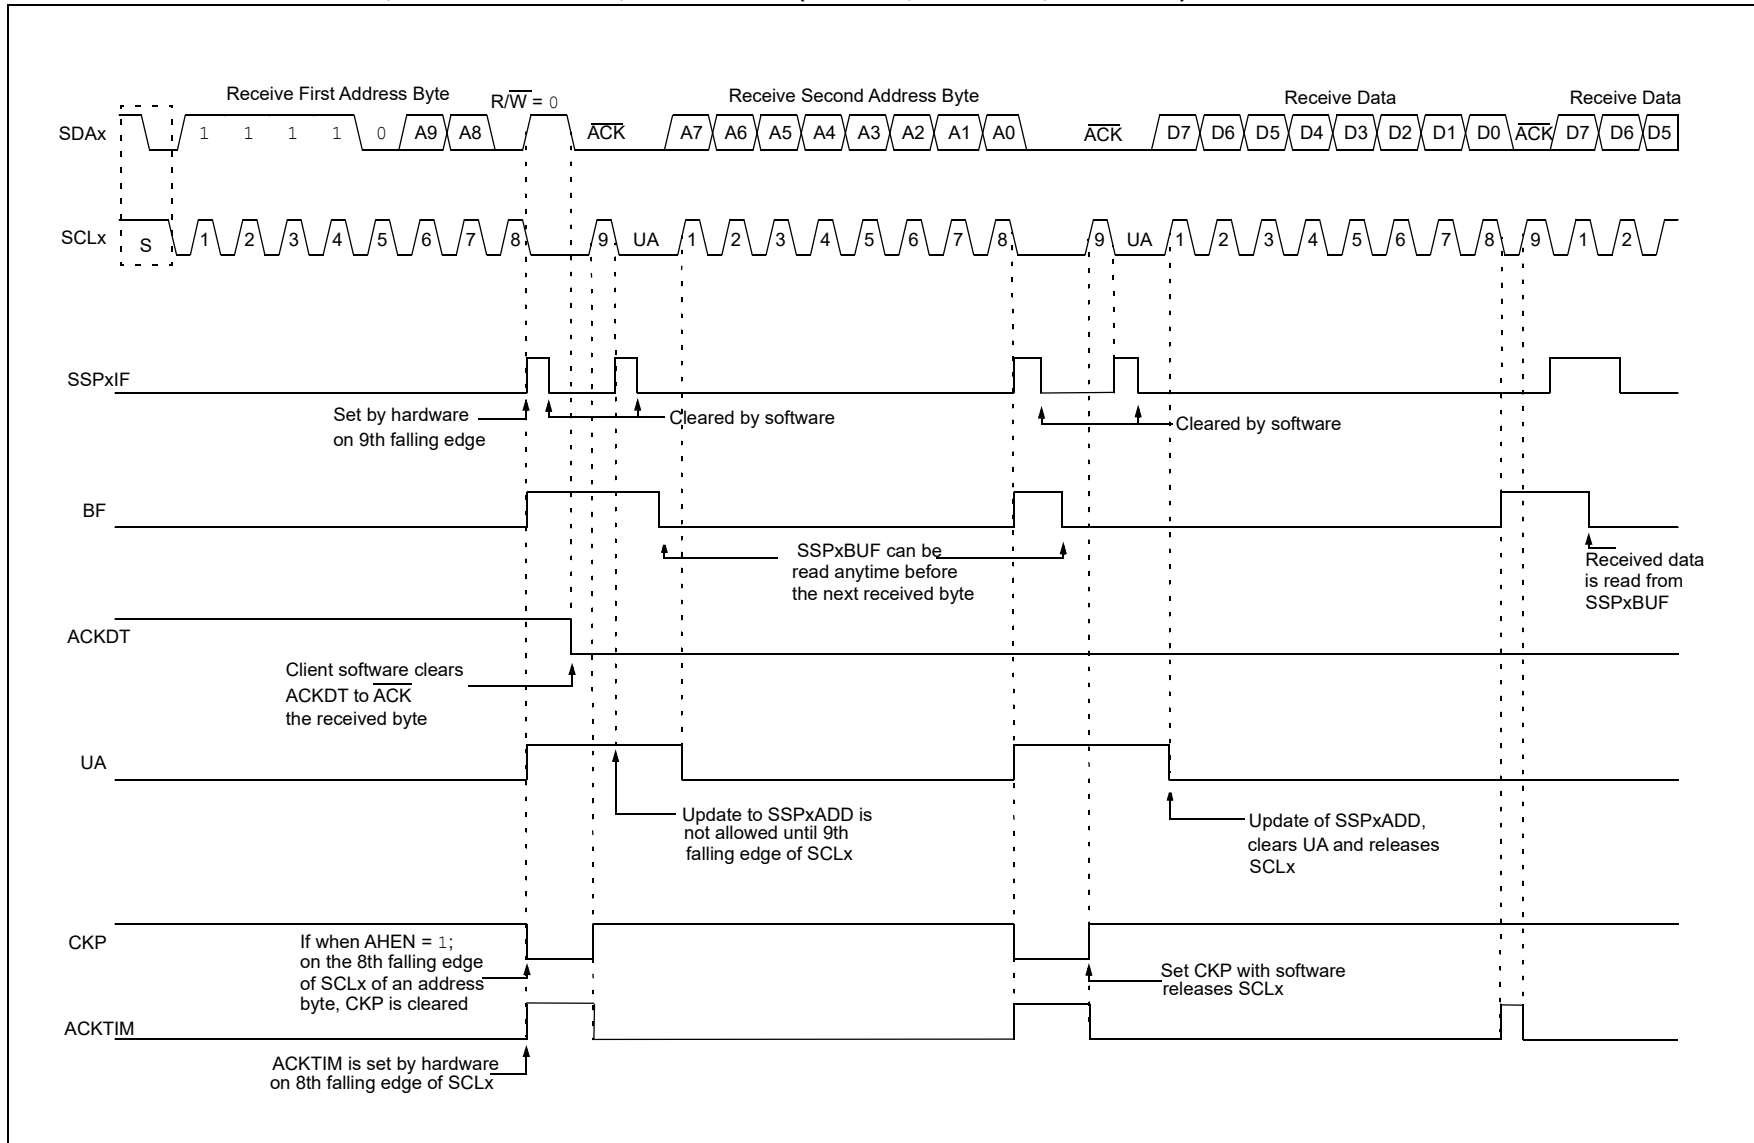 Receive First Address Byte
R/W = 0
Receive Second Address Byte
Receive Data
Receive Data
SDAx
1 1 1 1 0 A9 A8 ACK A7 A6 A5 A4 A3 A2 A1 A0 ACK D7 D6 D5 D4 D3 D2 D1 D0 ACK D7 D6 D5
SCLx
S 1 2 3 4 5 6 7 8 9 UA 1 2 3 4 5 6 7 8 9 UA 1 2 3 4 5 6 7 8 9 1 2
SSPxIF
Set by hardware
on 9th falling edge
Cleared by software
Cleared by software
BF
SSPxBUF can be
read anytime before
the next received byte
Received data
is read from
SSPxBUF
ACKDT
Client software clears
ACKDT to ACK
the received byte
UA
Update to SSPxADD is
not allowed until 9th
falling edge of SCLx
Update of SSPxADD,
clears UA and releases
SCLx
CKP
If when AHEN = 1;
on the 8th falling edge
of SCLx of an address
byte, CKP is cleared
Set CKP with software
releases SCLx
ACKTIM
ACKTIM is set by hardware
on 8th falling edge of SCLx